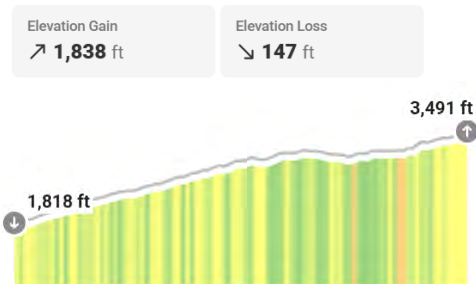 Elevation Gain
↗ 1,838 ft
Elevation Loss
↘ 147 ft
3,491 ft
1,818 ft